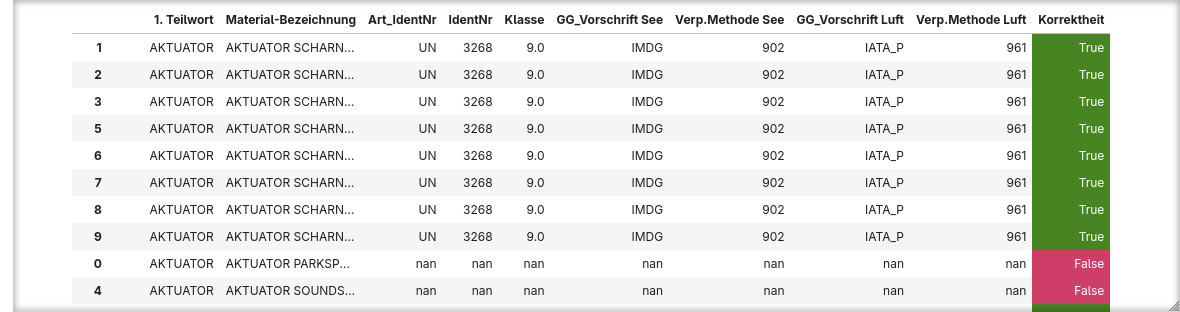 1. Teilwort Material-Bezeichnung Art_IdentNr IdentNr Klasse GG_Vorschrift See Verp.Methode See GG_Vorschrift Luft Verp.Methode Luft Korrektheit
1 AKTUATOR AKTUATOR SCHARN... UN 3268 9.0 IMDG 902 IATA_P 961 True
2 AKTUATOR AKTUATOR SCHARN... UN 3268 9.0 IMDG 902 IATA_P 961 True
3 AKTUATOR AKTUATOR SCHARN... UN 3268 9.0 IMDG 902 IATA_P 961 True
5 AKTUATOR AKTUATOR SCHARN... UN 3268 9.0 IMDG 902 IATA_P 961 True
6 AKTUATOR AKTUATOR SCHARN... UN 3268 9.0 IMDG 902 IATA_P 961 True
7 AKTUATOR AKTUATOR SCHARN... UN 3268 9.0 IMDG 902 IATA_P 961 True
8 AKTUATOR AKTUATOR SCHARN... UN 3268 9.0 IMDG 902 IATA_P 961 True
9 AKTUATOR AKTUATOR SCHARN... UN 3268 9.0 IMDG 902 IATA_P 961 True
0 AKTUATOR AKTUATOR PARKSP... nan nan nan nan nan nan nan False
4 AKTUATOR AKTUATOR SOUNDS... nan nan nan nan nan nan nan False